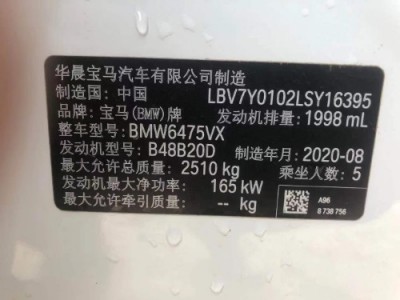 华晨宝马汽车有限公司制造
制造国: 中国 LBV7Y0102LSY16395
品牌: 宝马(BMW)牌 发动机排量: 1998 mL
整车型号: BMW6475VX
发动机型号: B48B20D 制造年月: 2020-08
最大允许总质量: 2510 kg 乘坐人数: 5
发动机最大净功率: 165 kW
最大允许牵引质量: -- kg
A96
8 738 756